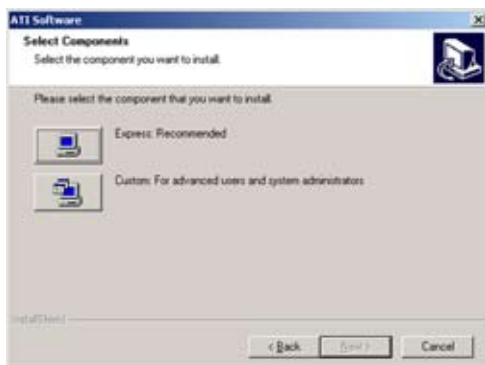 ATI Software
Select Components
Select the component you want to install.
Please select the component that you want to install.
Express: Recommended
Custom: For advanced users and system administrators
InstallShield
< Back
Next >
Cancel